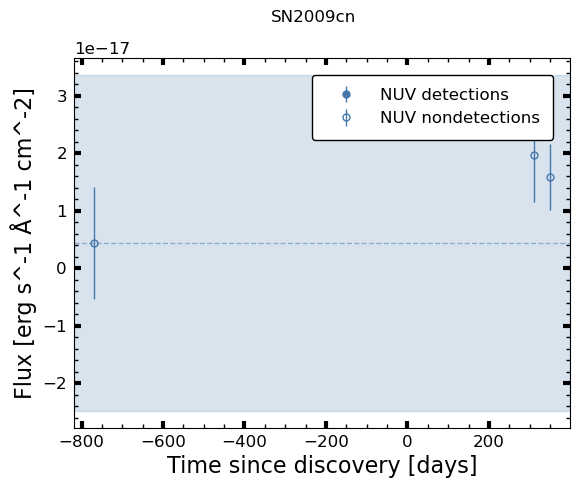 SN2009cn
1e−17
NUV detections
NUV nondetections
3
2
1
0
−1
−2
Flux [erg s^-1 Å^-1 cm^-2]
−800 −600 −400 −200 0 200
Time since discovery [days]